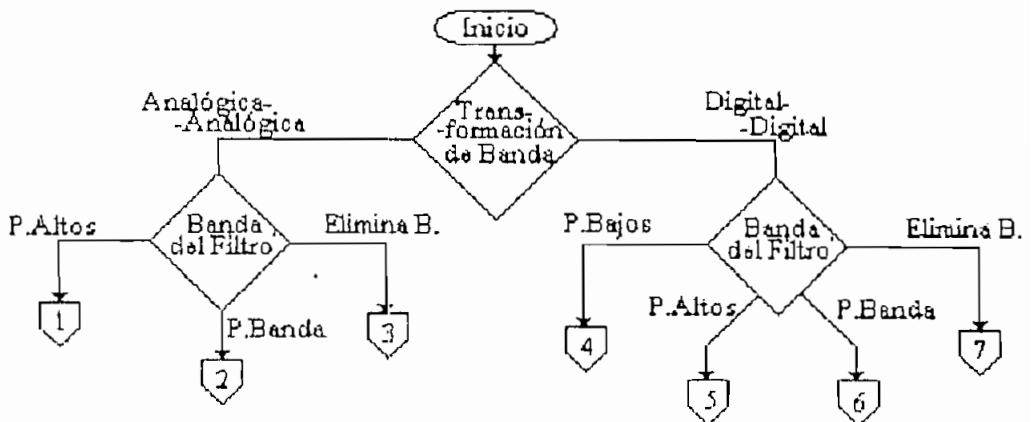 Inicio
Analógica-
-Analógica
Trans-
-formación
de Banda
Digital-
-Digital
P.Altos
Banda
del Filtro
Elimina B.
P.Bajos
Banda
del Filtro
Elimina B.
P.Altos
P.Banda
1
P.Banda
3
4
7
2
5
6